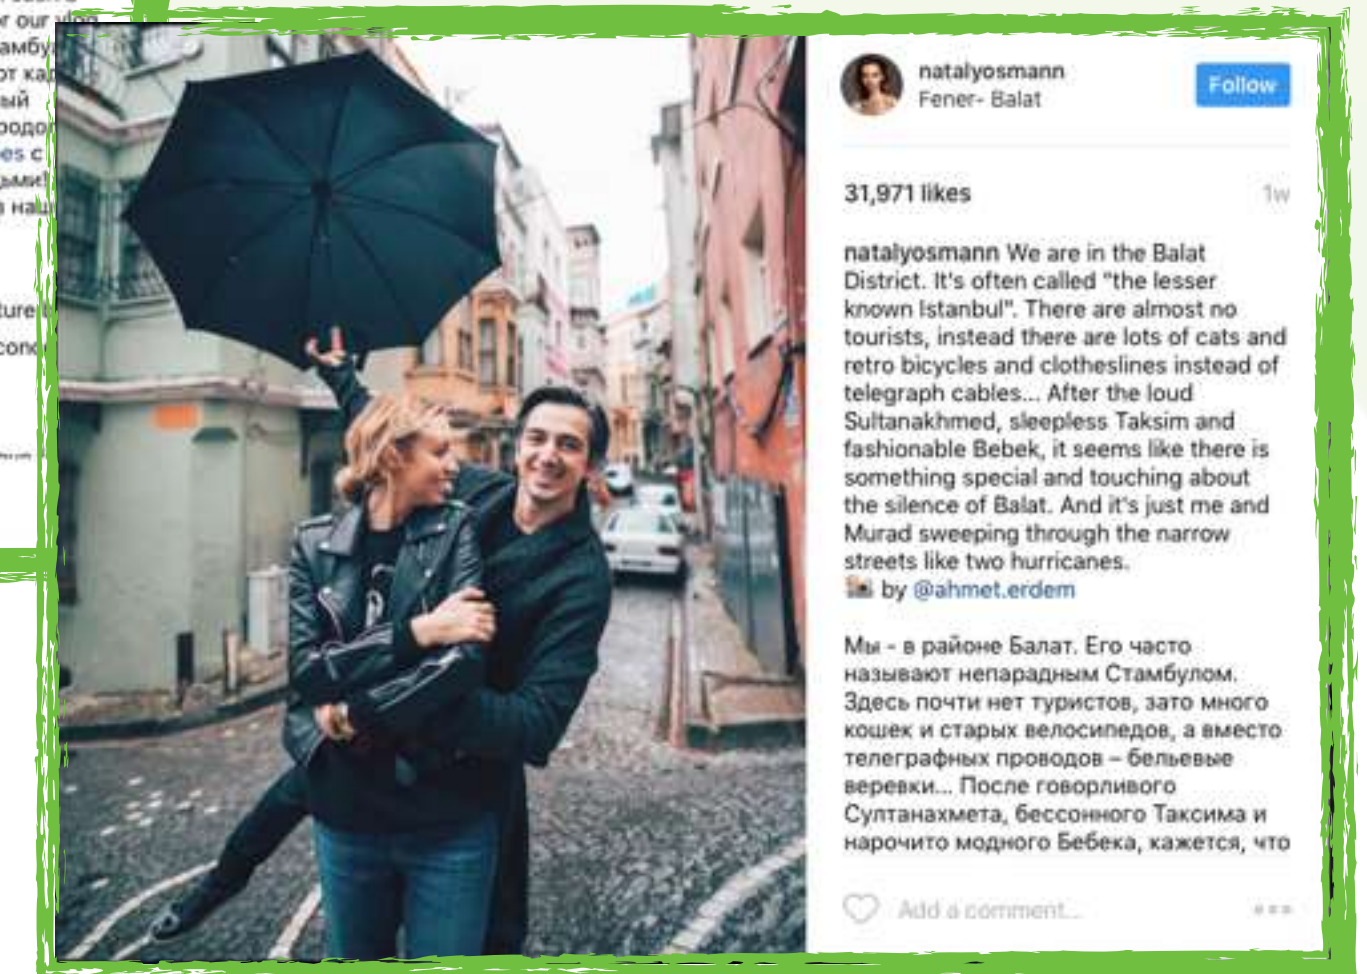 r our vlog
ый
es с
natalyosmann
Fener- Balat
Follow
31,971 likes
1w
natalyosmann We are in the Balat
District. It's often called "the lesser
known Istanbul". There are almost no
tourists, instead there are lots of cats and
retro bicycles and clotheslines instead of
telegraph cables... After the loud
Sultanakhmed, sleepless Taksim and
fashionable Bebek, it seems like there is
something special and touching about
the silence of Balat. And it's just me and
Murad sweeping through the narrow
streets like two hurricanes.
📷 by @ahmet.erdem
Мы - в районе Балат. Его часто
называют непарадным Стамбулом.
Здесь почти нет туристов, зато много
кошек и старых велосипедов, а вместо
телеграфных проводов – бельевые
веревки... После говорливого
Султанахмета, бессонного Таксима и
нарочито модного Бебека, кажется, что
Add a comment...